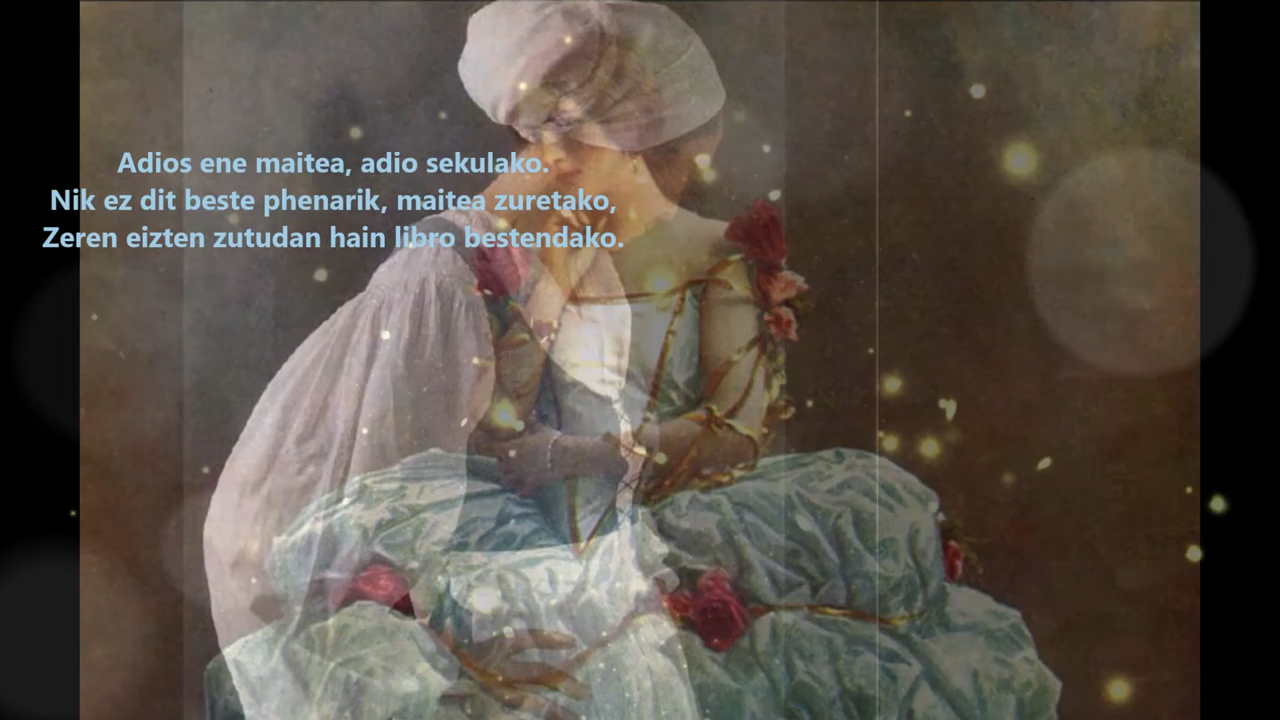 Adios ene maitea, adio sekulako.
Nik ez dit beste phenarik, maitea zuretako,
Zeren eizten zutudan hain libro bestendako.